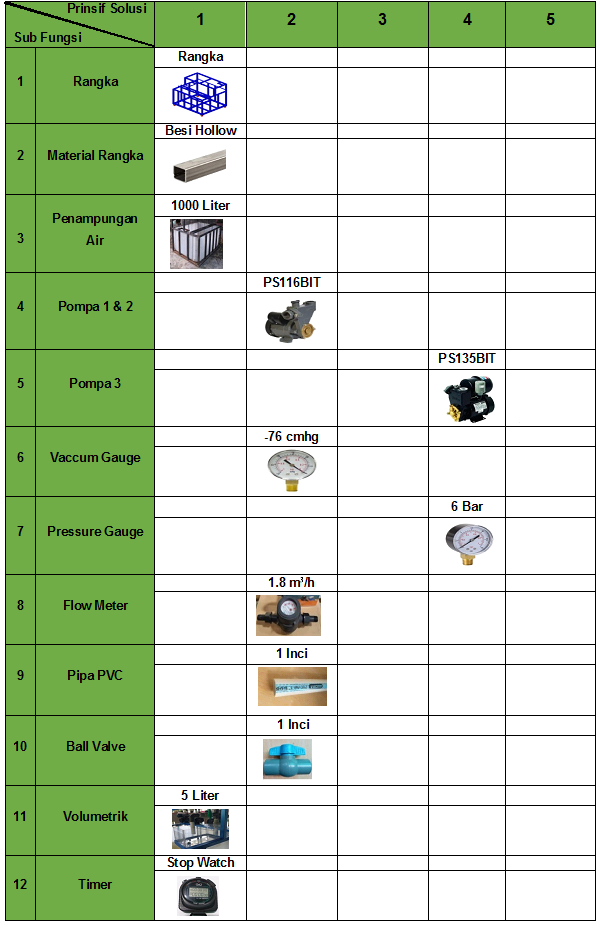 Prinsif Solusi
Sub Fungsi
1 2 3 4 5
Rangka
1 Rangka
Besi Hollow
2 Material Rangka
1000 Liter
3 Penampungan
Air
PS116BIT
4 Pompa 1 & 2
PS135BIT
5 Pompa 3
-76 cmhg
6 Vaccum Gauge
6 Bar
7 Pressure Gauge
1.8 m³/h
8 Flow Meter
1 Inci
9 Pipa PVC
1 Inci
10 Ball Valve
5 Liter
11 Volumetrik
Stop Watch
12 Timer